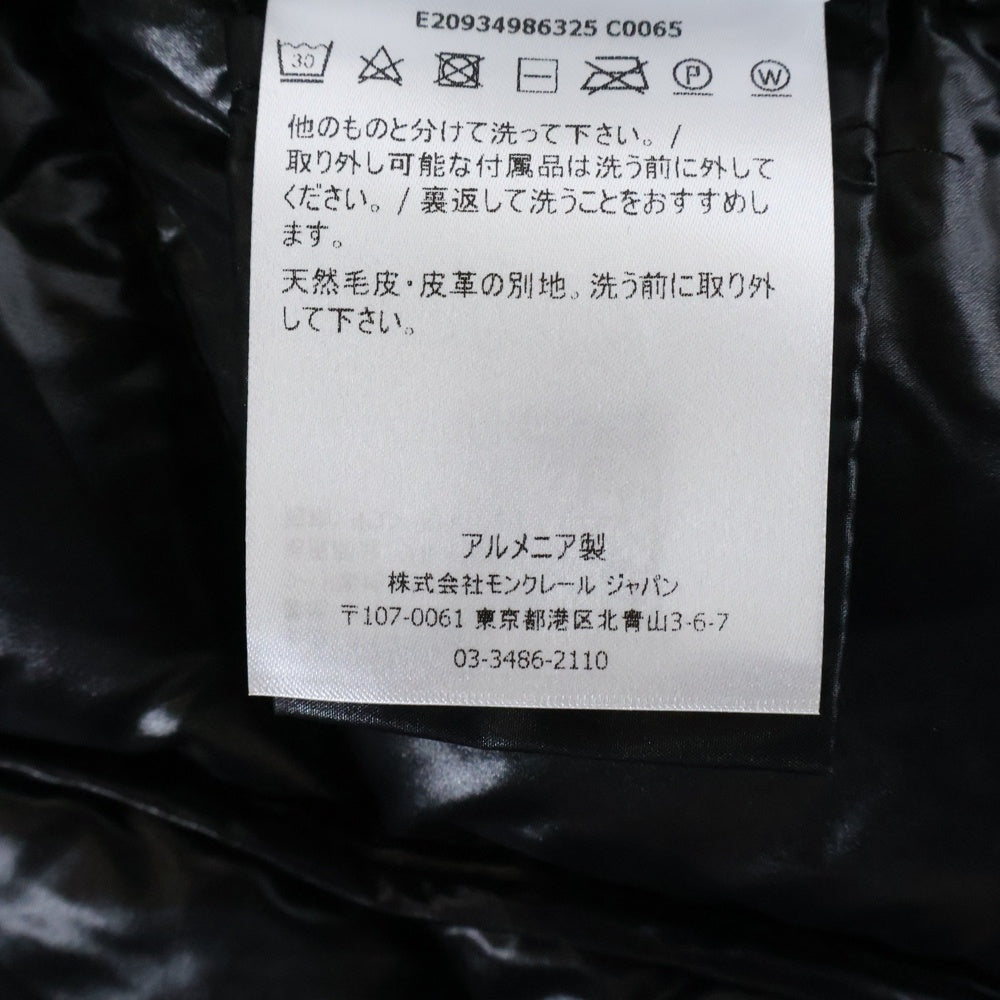 E20934986325 C0065
30
P
W
他のものと分けて洗って下さい。/
取り外し可能な付属品は洗う前に外して
ください。/ 裏返して洗うことをおすすめし
ます。
天然毛皮・皮革の別地。洗う前に取り外
して下さい。
アルメニア製
株式会社モンクレール ジャパン
〒107-0061 東京都港区北青山3-6-7
03-3486-2110